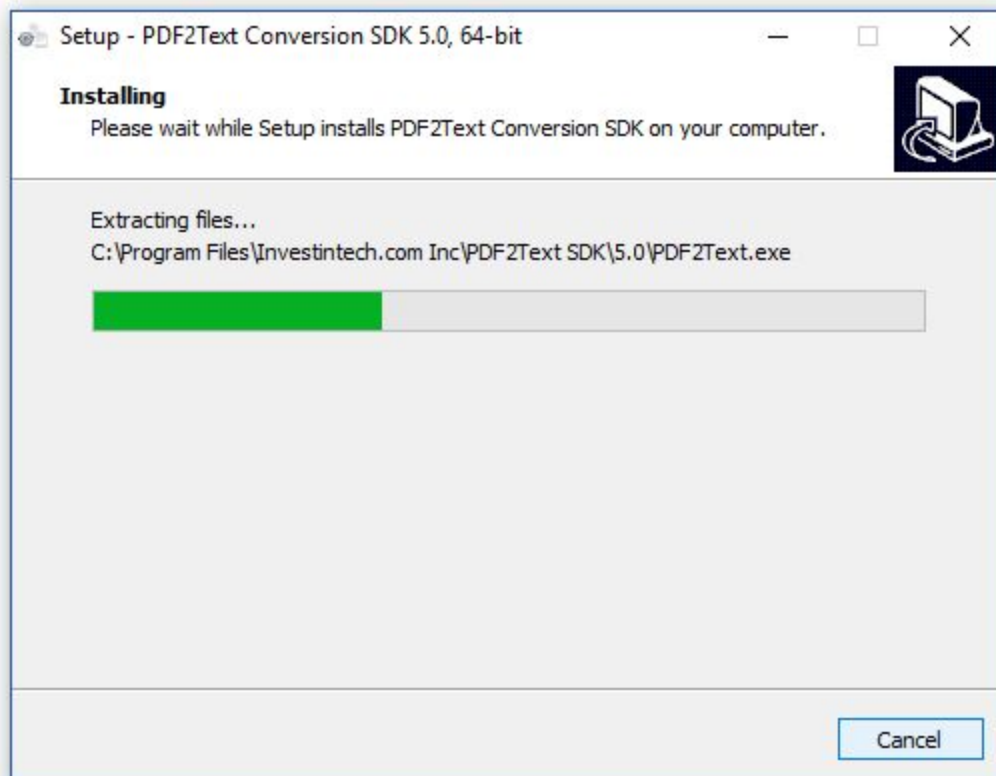 Setup - PDF2Text Conversion SDK 5.0, 64-bit
Installing
Please wait while Setup installs PDF2Text Conversion SDK on your computer.
Extracting files...
C:\Program Files\Investintech.com Inc\PDF2Text SDK\5.0\PDF2Text.exe
Cancel